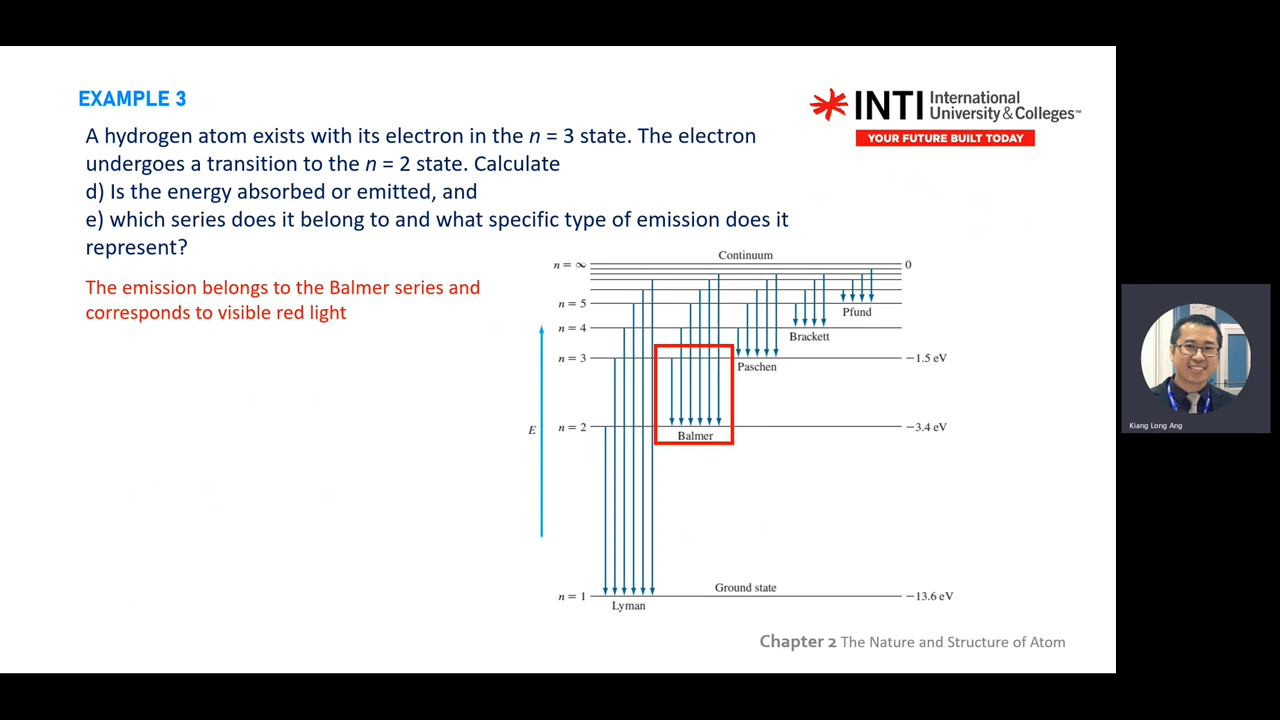 EXAMPLE 3
INTI International
University & Colleges™
YOUR FUTURE BUILT TODAY
A hydrogen atom exists with its electron in the n = 3 state. The electron
undergoes a transition to the n = 2 state. Calculate
d) Is the energy absorbed or emitted, and
e) which series does it belong to and what specific type of emission does it
represent?
The emission belongs to the Balmer series and
corresponds to visible red light
Continuum
n = ∞
0
n = 5
Pfund
n = 4
Brackett
n = 3
−1.5 eV
Paschen
E
n = 2
−3.4 eV
Balmer
Ground state
n = 1
−13.6 eV
Lyman
Chapter 2 The Nature and Structure of Atom
Kiang Long Ang